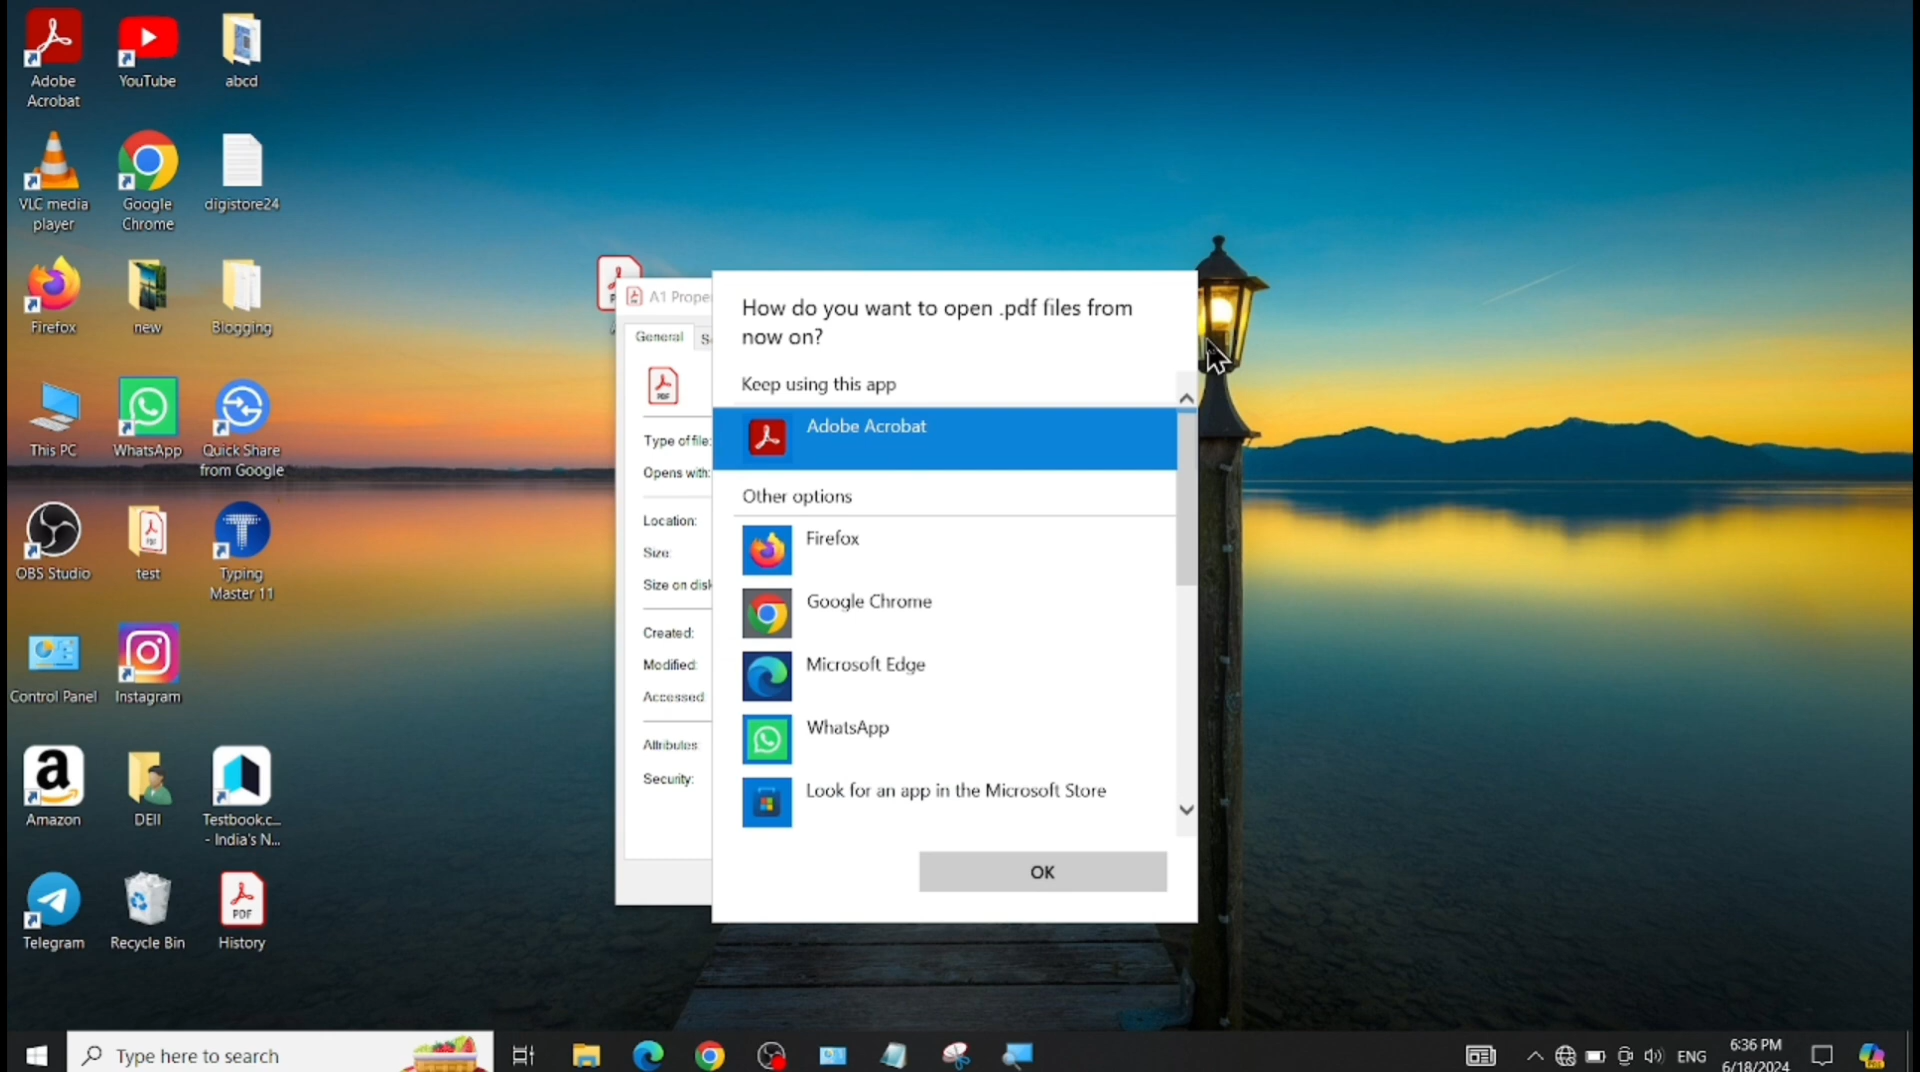 Adobe
Acrobat
YouTube
abcd
VLC media
player
Google
Chrome
digistore24
Firefox
new
Blogging
This PC
WhatsApp
Quick Share
from Google
OBS Studio
test
Typing
Master 11
Control Panel
Instagram
Amazon
DEll
Testbook.c...
- India's N...
Telegram
Recycle Bin
PDF
History
A1 Proper
General
S
PDF
Type of file:
Opens with:
Location:
Size:
Size on disk
Created:
Modified:
Accessed:
Attributes:
Security:
How do you want to open .pdf files from
now on?
Keep using this app
Adobe Acrobat
Other options
Firefox
Google Chrome
Microsoft Edge
WhatsApp
Look for an app in the Microsoft Store
OK
Type here to search
ENG
6:36 PM
6/18/2024